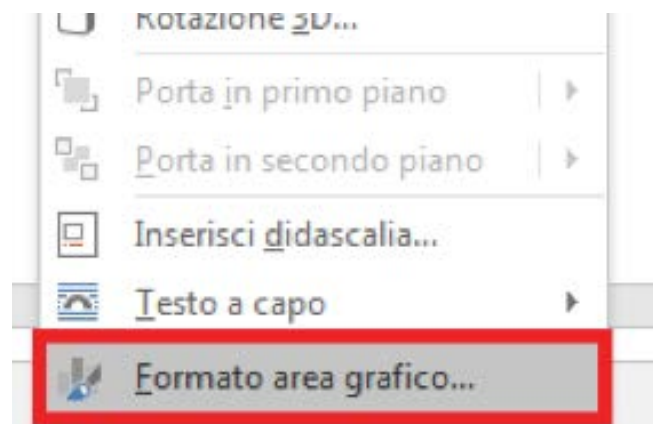 Rotazione 3D...
Porta in primo piano
Porta in secondo piano
Inserisci didascalia...
Testo a capo
Formato area grafico...